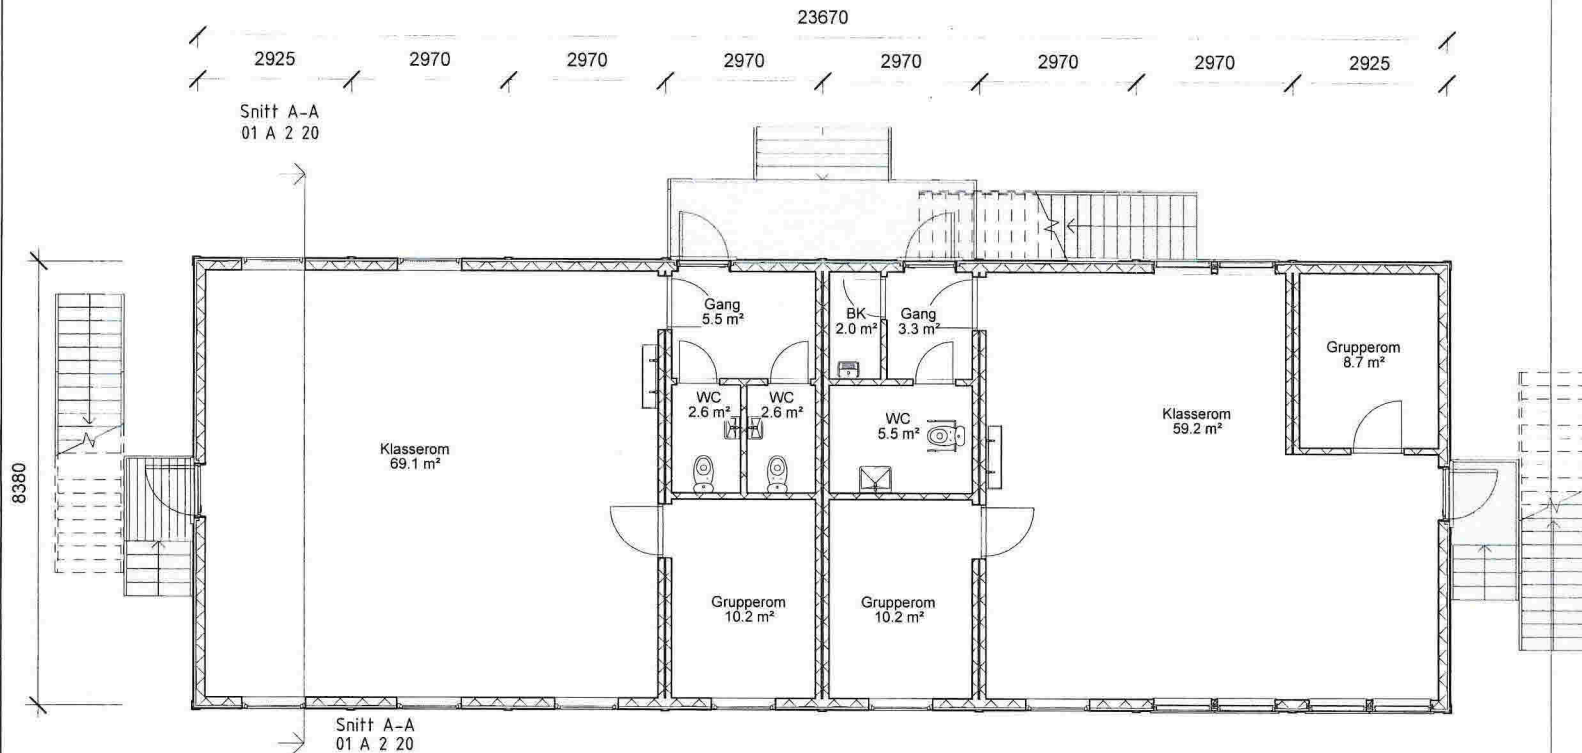 23670
2925 2970 2970 2970 2970 2970 2970 2925
Snitt A-A
01 A 2 20
8380
Gang
5.5 m²
BK
2.0 m²
Gang
3.3 m²
Grupperom
8.7 m²
WC
2.6 m²
WC
2.6 m²
WC
5.5 m²
Klasserom
59.2 m²
Klasserom
69.1 m²
Grupperom
10.2 m²
Grupperom
10.2 m²
Snitt A-A
01 A 2 20